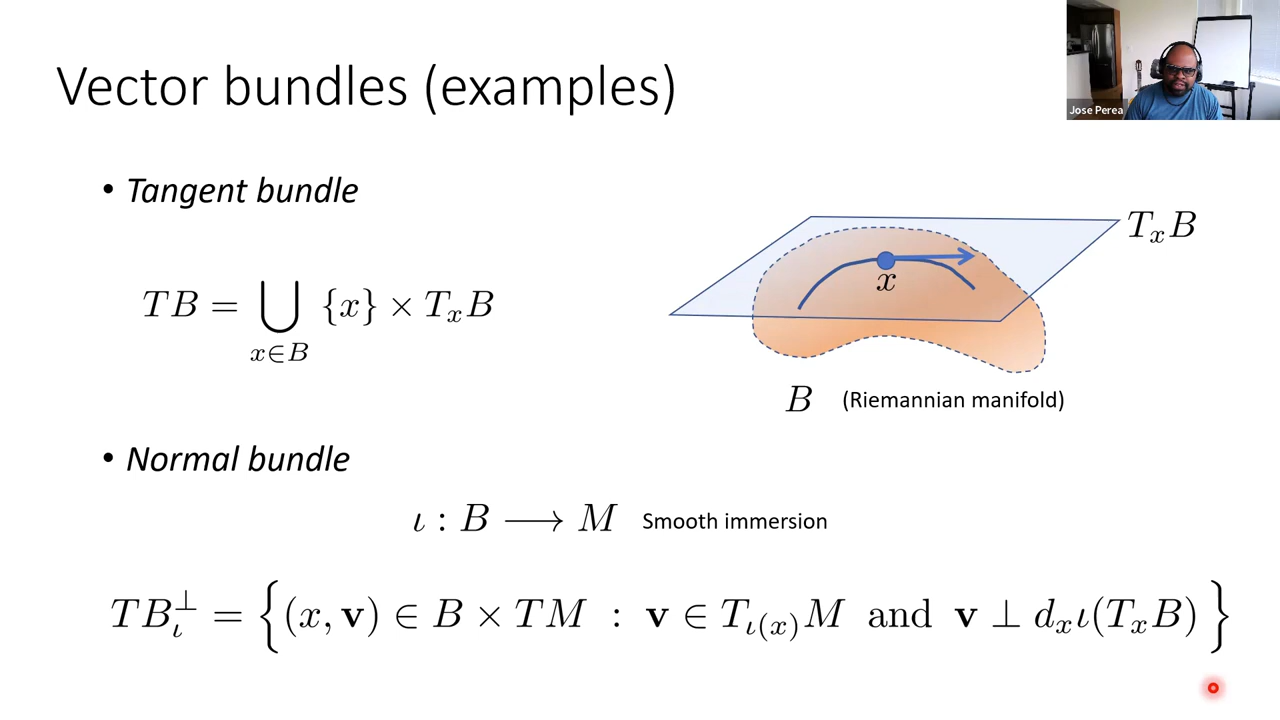 Vector bundles (examples)
Jose Perea
• Tangent bundle
T_xB
x
TB = ⋃_{x∈B} {x} × T_xB
B (Riemannian manifold)
• Normal bundle
ι : B ⟶ M Smooth immersion
TB_ι^⊥ = {(x, v) ∈ B × TM : v ∈ T_{ι(x)}M and v ⊥ d_xι(T_xB)}